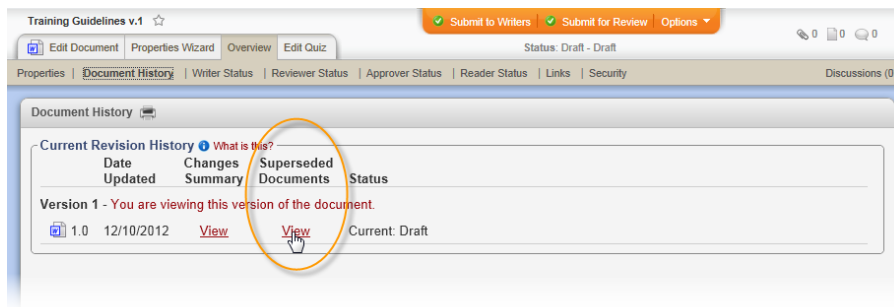 Training Guidelines v.1
Submit to Writers Submit for Review Options
Edit Document Properties Wizard Overview Edit Quiz
Status: Draft - Draft
0 0 0
Properties | Document History | Writer Status | Reviewer Status | Approver Status | Reader Status | Links | Security Discussions (0
Document History
Current Revision History What is this?
Date Updated Changes Summary Superseded Documents Status
Version 1 - You are viewing this version of the document.
1.0 12/10/2012 View View Current: Draft